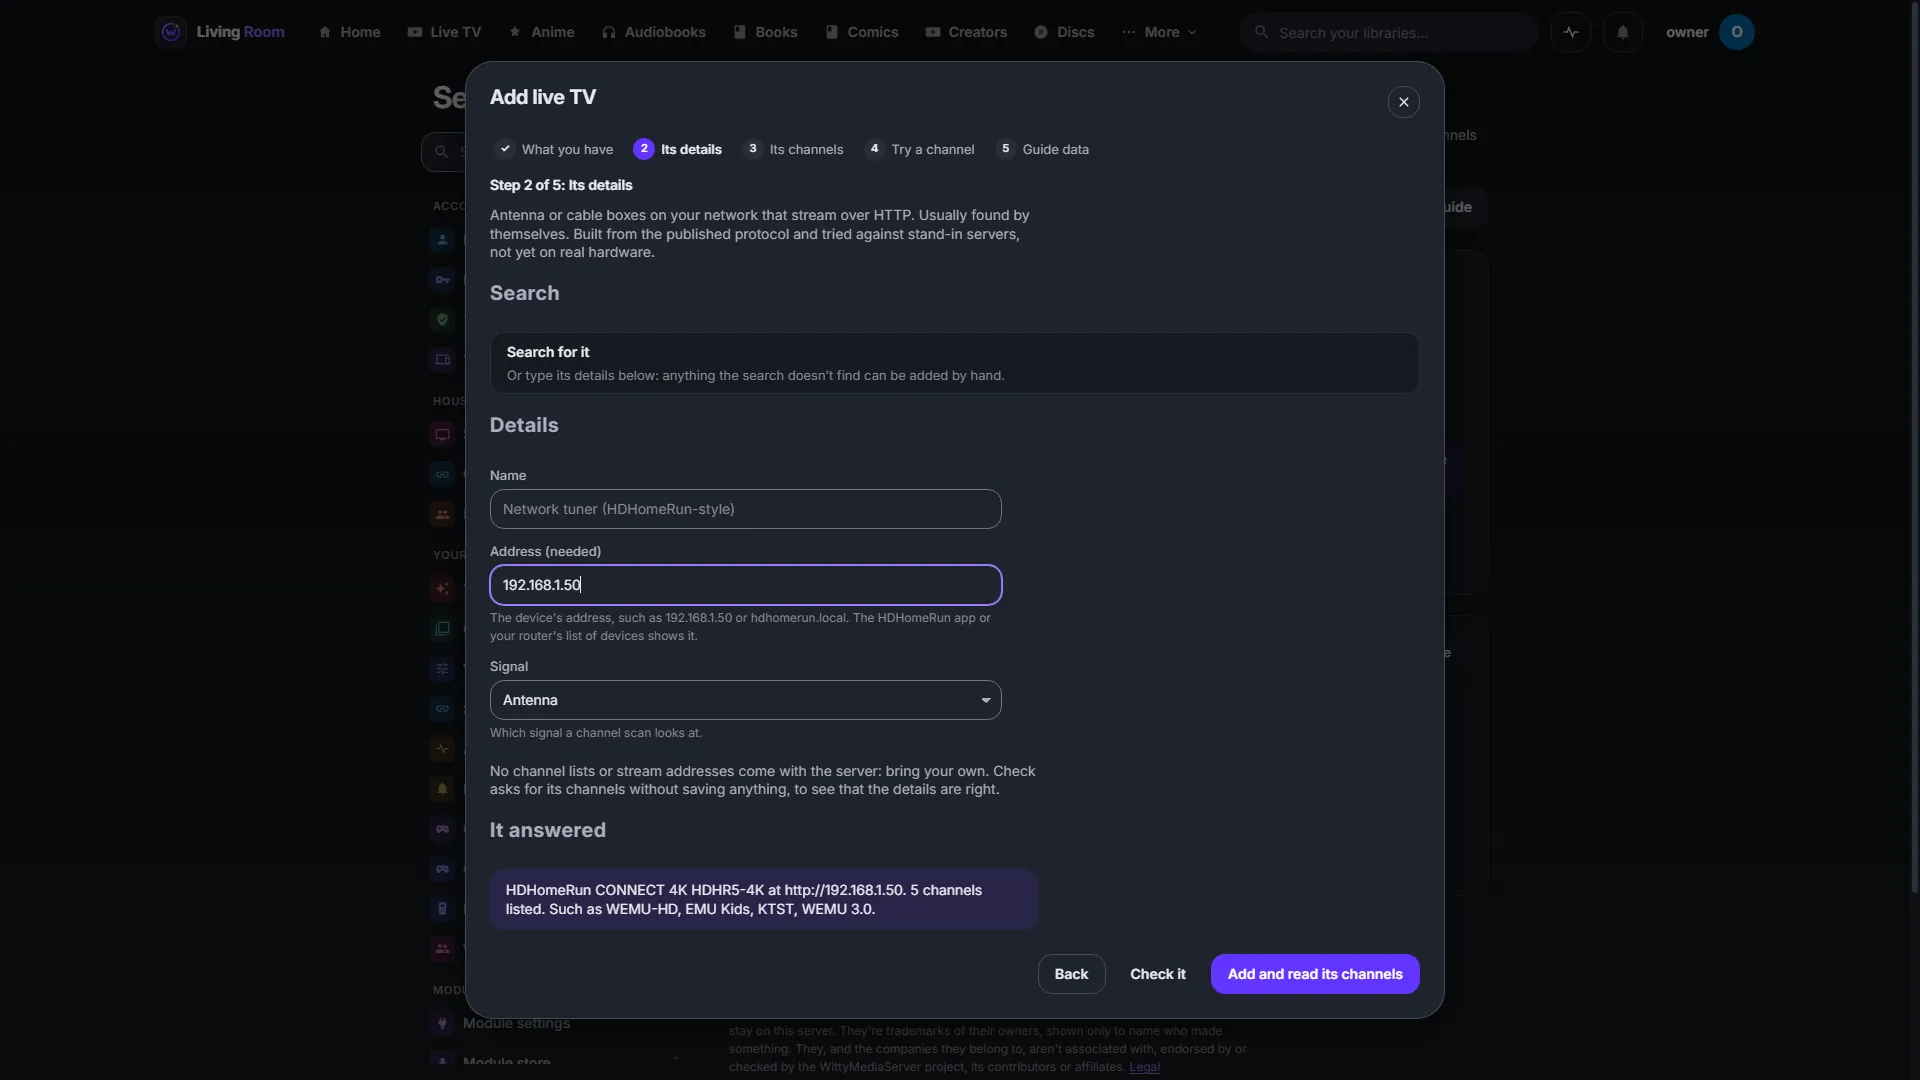 Living Room
Home
Live TV
Anime
Audiobooks
Books
Comics
Creators
Discs
More
Search your libraries...
owner
O
Se
Add live TV
nnels
What you have
2 Its details
3 Its channels
4 Try a channel
5 Guide data
Step 2 of 5: Its details
ACCO
uide
Antenna or cable boxes on your network that stream over HTTP. Usually found by
themselves. Built from the published protocol and tried against stand-in servers,
not yet on real hardware.
Search
Search for it
Or type its details below: anything the search doesn't find can be added by hand.
HOUS
Details
Name
Network tuner (HDHomeRun-style)
Address (needed)
YOUR
192.168.1.50
The device's address, such as 192.168.1.50 or hdhomerun.local. The HDHomeRun app or
your router's list of devices shows it.
Signal
Antenna
Which signal a channel scan looks at.
No channel lists or stream addresses come with the server: bring your own. Check
asks for its channels without saving anything, to see that the details are right.
It answered
HDHomeRun CONNECT 4K HDHR5-4K at http://192.168.1.50. 5 channels
listed. Such as WEMU-HD, EMU Kids, KTST, WEMU 3.0.
Back
Check it
Add and read its channels
MODU
Module settings
Module store
stay on this server. They're trademarks of their owners, shown only to name who made
something. They, and the companies they belong to, aren't associated with, endorsed by or
checked by the WittyMediaServer project, its contributors or affiliates. Legal